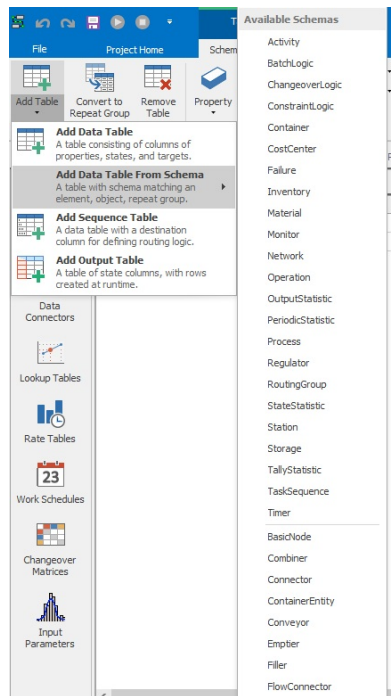 File
Project Home
Schem
Add Table
Convert to
Repeat Group
Remove
Table
Property
Add Data Table
A table consisting of columns of
properties, states, and targets.
Add Data Table From Schema
A table with schema matching an
element, object, repeat group.
Add Sequence Table
A data table with a destination
column for defining routing logic.
Add Output Table
A table of state columns, with rows
created at runtime.
Data
Connectors
Lookup Tables
Rate Tables
23
Work Schedules
Changeover
Matrices
Input
Parameters
Available Schemas
Activity
BatchLogic
ChangeoverLogic
ConstraintLogic
Container
CostCenter
Failure
Inventory
Material
Monitor
Network
Operation
OutputStatistic
PeriodicStatistic
Process
Regulator
RoutingGroup
StateStatistic
Station
Storage
TallyStatistic
TaskSequence
Timer
BasicNode
Combiner
Connector
ContainerEntity
Conveyor
Emptier
Filler
FlowConnector